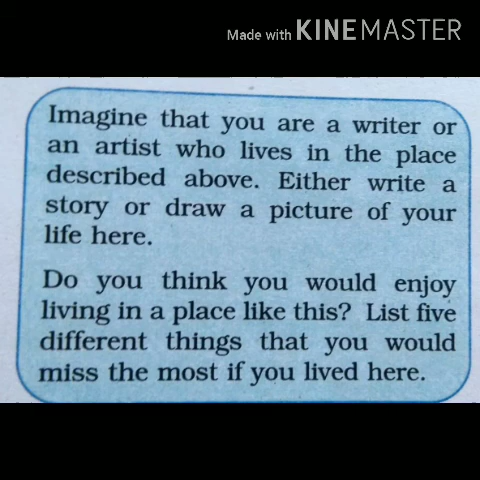 Made with KINEMASTER
Imagine that you are a writer or
an artist who lives in the place
described above. Either write a
story or draw a picture of your
life here.
Do you think you would enjoy
living in a place like this? List five
different things that you would
miss the most if you lived here.